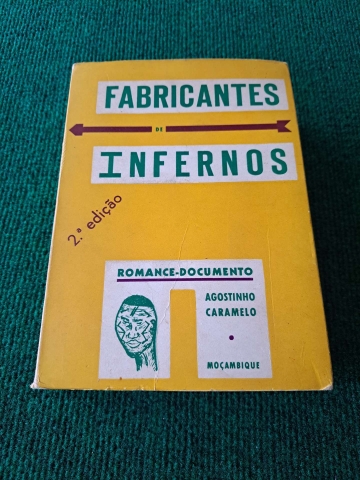 FABRICANTES
DE
INFERNOS
2.ª edição
ROMANCE-DOCUMENTO
AGOSTINHO
CARAMELO
MOÇAMBIQUE